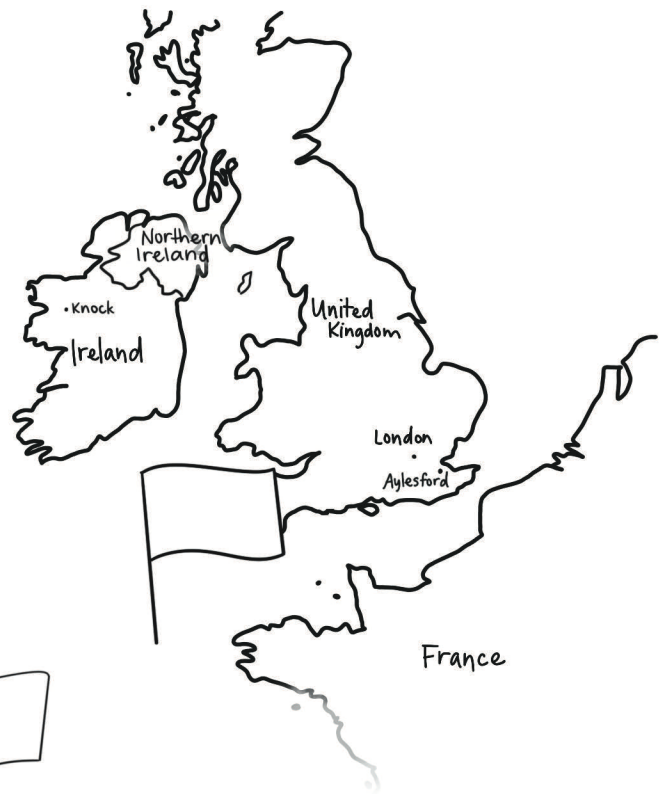 Northern
Ireland
Knock
Ireland
United
Kingdom
London
Aylesford
France